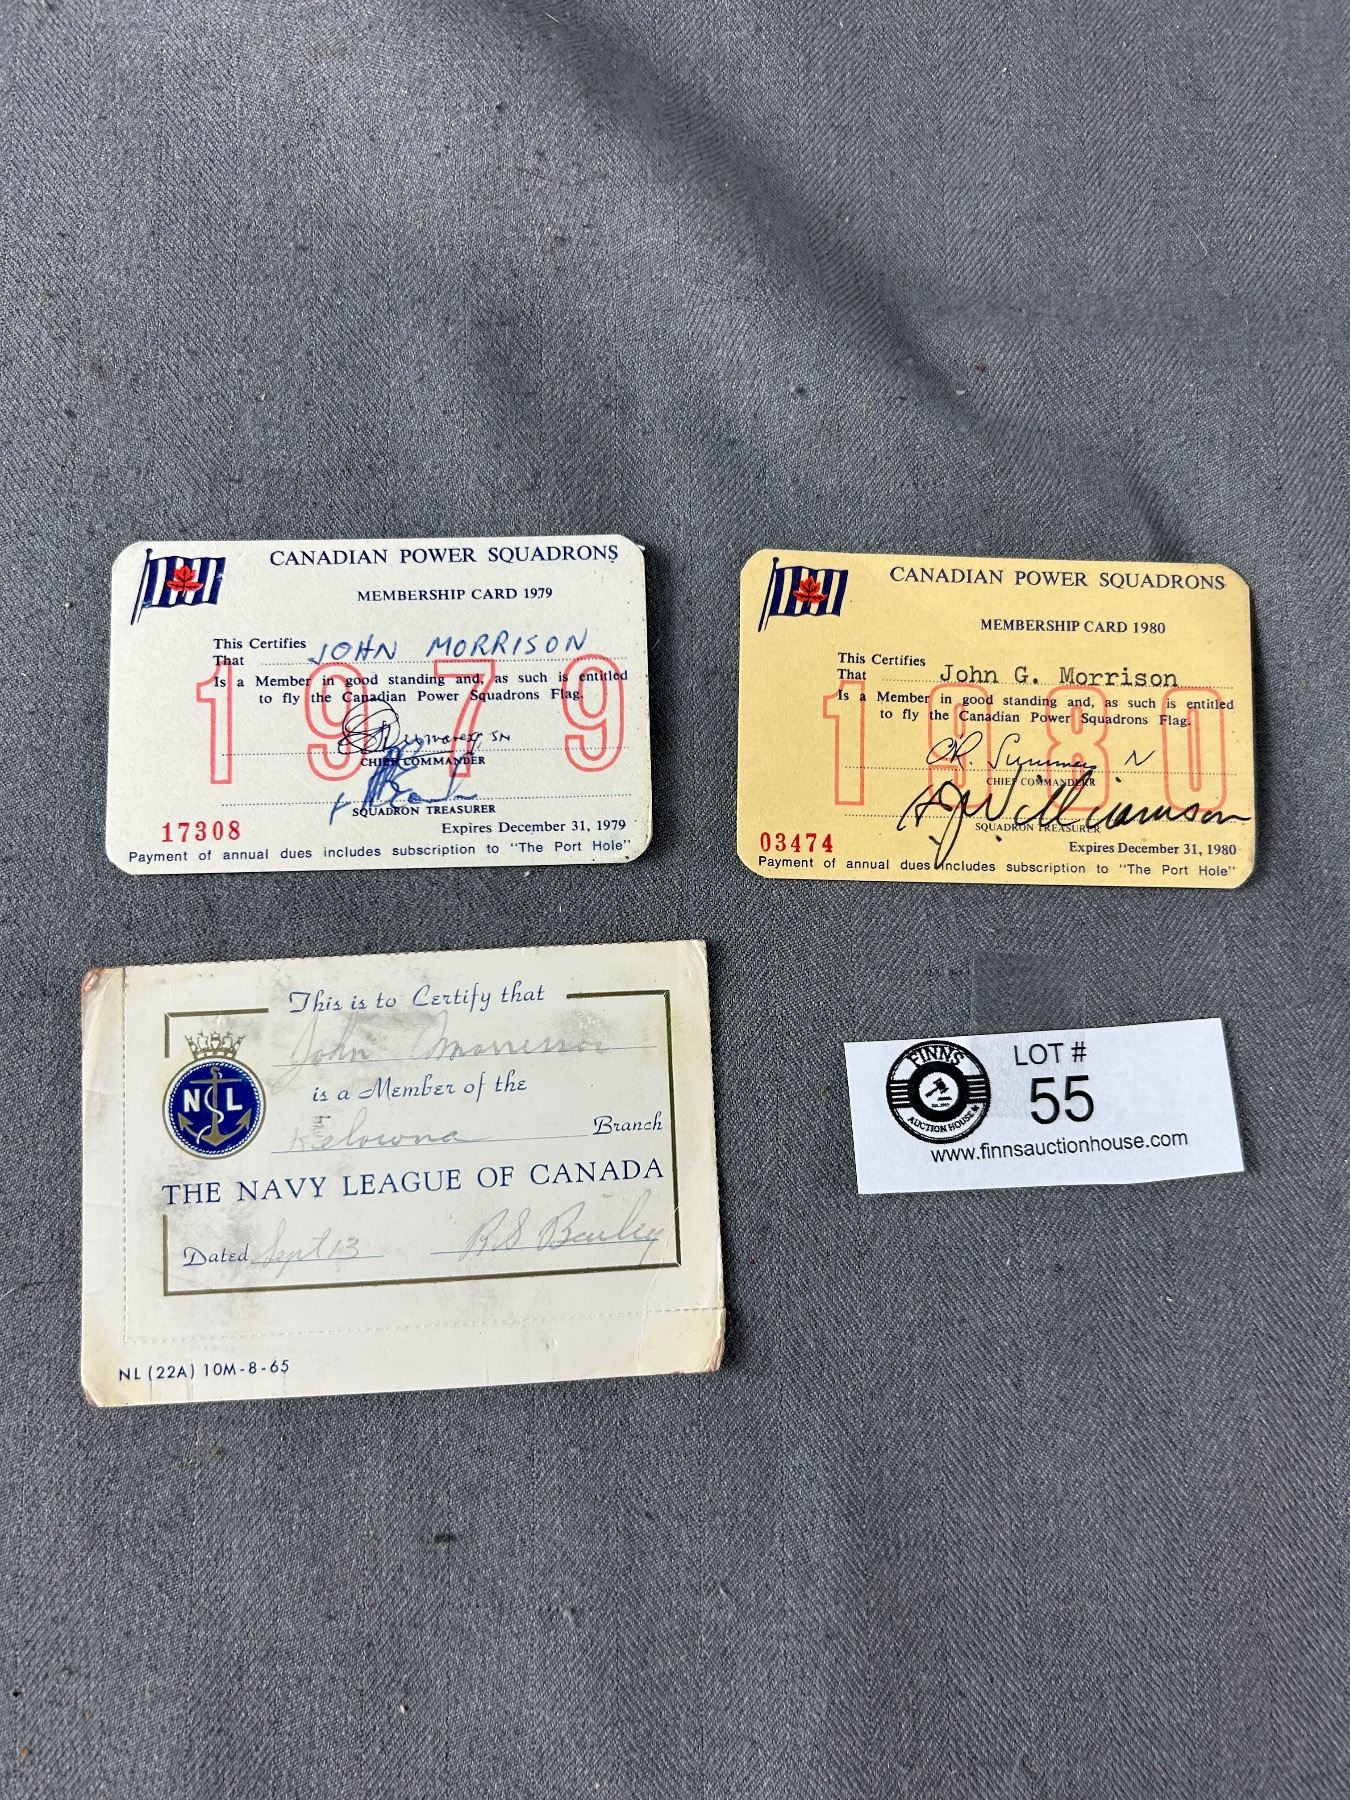 CANADIAN POWER SQUADRONS
MEMBERSHIP CARD 1979
This Certifies
That JOHN MORRISON
Is a Member in good standing and, as such is entitled
to fly the Canadian Power Squadrons Flag.
1979
SN
CHIEF COMMANDER
SQUADRON TREASURER
17308
Expires December 31, 1979
Payment of annual dues includes subscription to "The Port Hole"
CANADIAN POWER SQUADRONS
MEMBERSHIP CARD 1980
This Certifies
That John G. Morrison
Is a Member in good standing and, as such is entitled
to fly the Canadian Power Squadrons Flag.
1980
N
CHIEF COMMANDER
Williamson
SQUADRON TREASURER
03474
Expires December 31, 1980
Payment of annual dues includes subscription to "The Port Hole"
This is to Certify that
John Morrison
is a Member of the
Kelowna Branch
NL
THE NAVY LEAGUE OF CANADA
Dated Sept 13 R S Bailey
NL (22A) 10M-8-65
FINNS
AUCTION HOUSE
LOT #
55
www.finnsauctionhouse.com